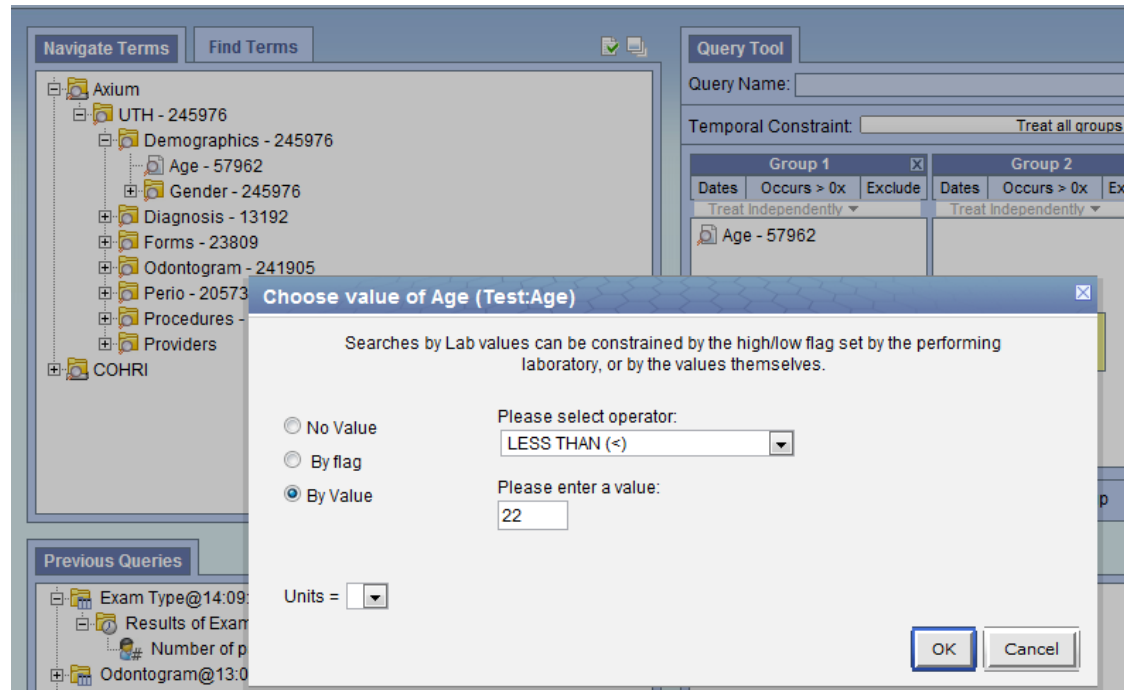 Navigate Terms
Find Terms
Axium
UTH - 245976
Demographics - 245976
Age - 57962
Gender - 245976
Diagnosis - 13192
Forms - 23809
Odontogram - 241905
Perio - 20573
Procedures -
Providers
COHRI
Query Tool
Query Name:
Temporal Constraint:
Treat all groups
Group 1
Group 2
Dates Occurs > 0x Exclude
Dates Occurs > 0x Ex
Treat Independently
Treat Independently
Age - 57962
Choose value of Age (Test:Age)
Searches by Lab values can be constrained by the high/low flag set by the performing
laboratory, or by the values themselves.
No Value
By flag
By Value
Please select operator:
LESS THAN (<)
Please enter a value:
22
Units =
OK
Cancel
p
Previous Queries
Exam Type@14:09:
Results of Exam
Number of p
Odontogram@13:0